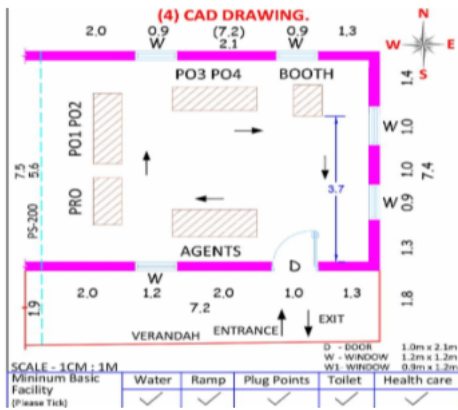 (4) CAD DRAWING.
N
2.0 0.9 (7.2) 0.9 1.3
W 2.1 W
W E
S
PO3 PO4 BOOTH
1.4
PO1 PO2
W 1.0
7.5
5.6
1.0
7.4
3.7
PS-200
PRO
W 0.9
AGENTS
1.3
D
W
1.9
2.0 1.2 2.0 1.0 1.3
1.8
7.2
EXIT
ENTRANCE
VERANDAH
D - DOOR 1.0m x 2.1m
W - WINDOW 1.2m x 1.2m
W1 WINDOW 0.9m x 1.2m
SCALE - 1CM : 1M
Mininum Basic Facility
[Please Tick]
Water Ramp Plug Points Toilet Health care